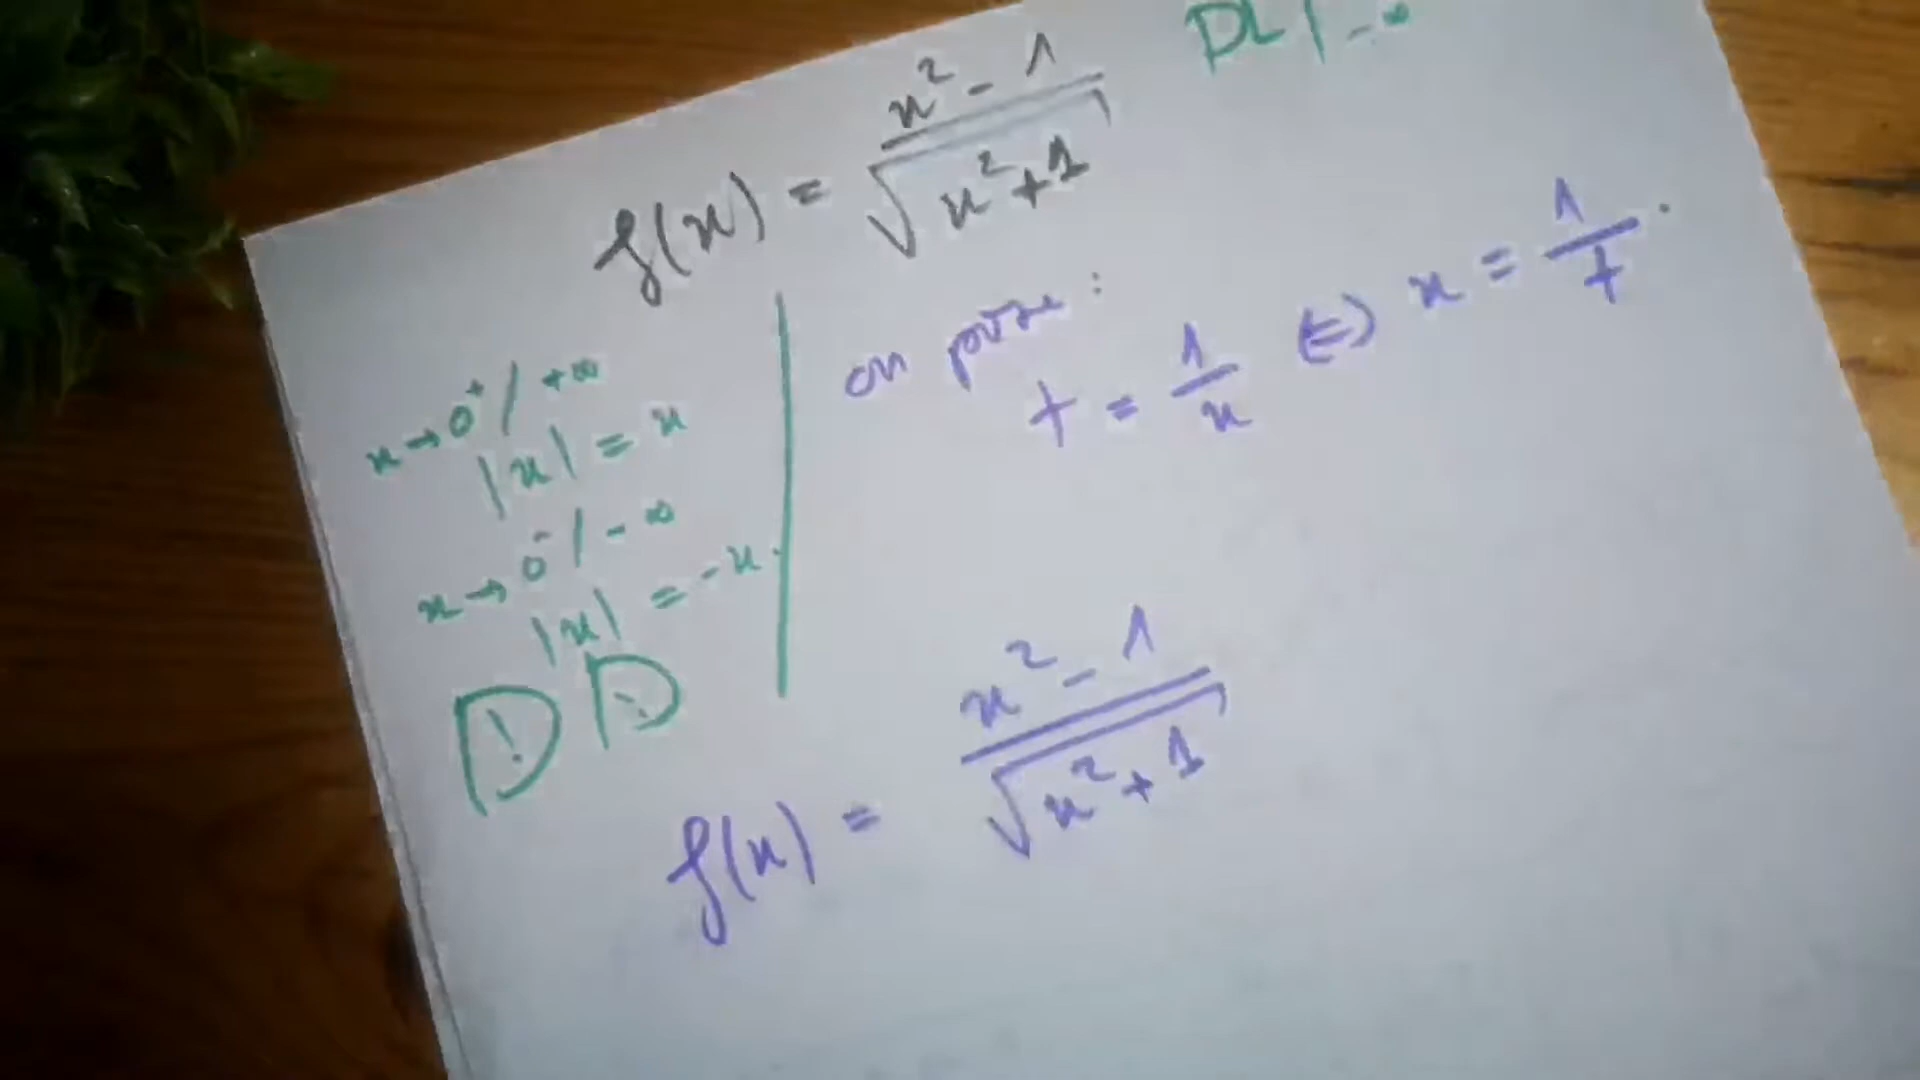 DL / -∞
f(x) = (x² - 1) / √(x² + 1)
on pose :
t = 1/x ⇔ x = 1/t .
x → 0⁺ / +∞
|x| = x
x → 0⁻ / -∞
|x| = -x .
! !
f(x) = (x² - 1) / √(x² + 1)